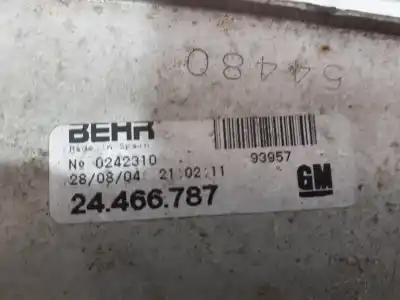 54480
BEHR
Made in Spain
№ 0242310
93957
28/08/04 21:02:11
24.466.787
GM